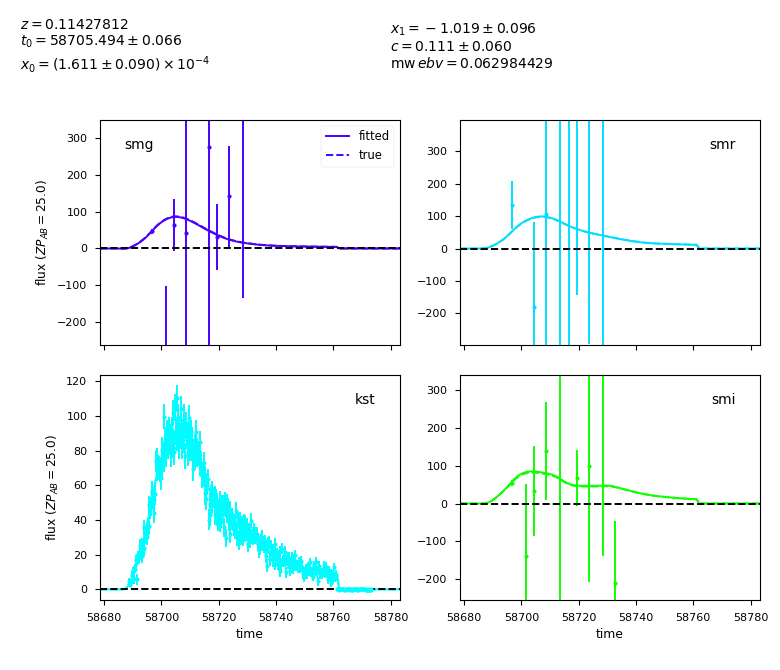 z = 0.11427812
t₀ = 58705.494 ± 0.066
x₀ = (1.611 ± 0.090) × 10⁻⁴
x₁ = −1.019 ± 0.096
c = 0.111 ± 0.060
mw ebv = 0.062984429
smg
fitted
true
300
200
100
0
−100
−200
flux (ZP_AB = 25.0)
smr
300
200
100
0
−100
−200
kst
120
100
80
60
40
20
0
flux (ZP_AB = 25.0)
58680 58700 58720 58740 58760 58780
time
smi
300
200
100
0
−100
−200
58680 58700 58720 58740 58760 58780
time